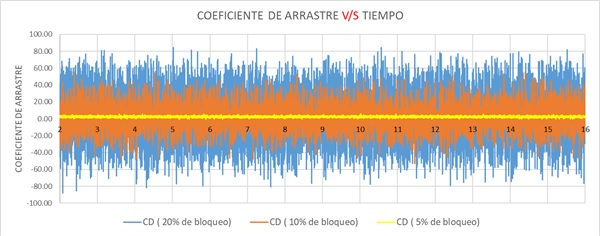 COEFICIENTE DE ARRASTRE V/S TIEMPO
COEFICIENTE DE ARRASTRE
100.00
80.00
60.00
40.00
20.00
0.00
-20.00
-40.00
-60.00
-80.00
-100.00
2 3 4 5 6 7 8 9 10 11 12 13 14 15 16
CD ( 20% de bloqueo) CD ( 10% de bloqueo) CD ( 5% de bloqueo)